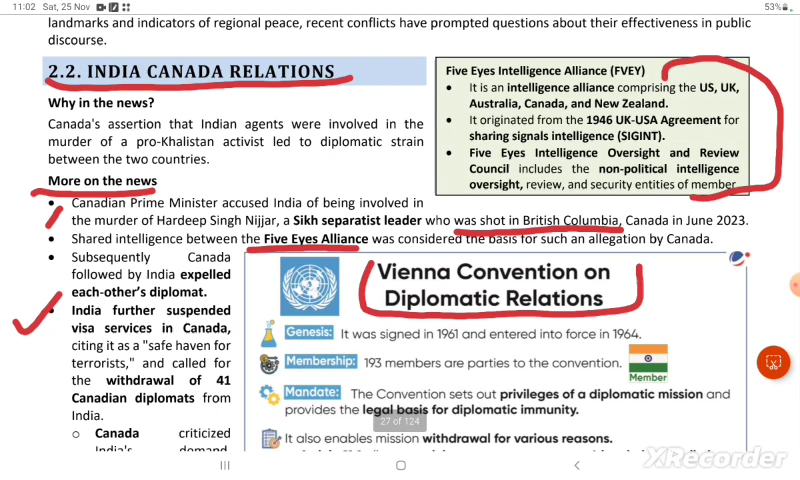 11:02 Sat, 25 Nov
53%
landmarks and indicators of regional peace, recent conflicts have prompted questions about their effectiveness in public
discourse.
2.2. INDIA CANADA RELATIONS
Why in the news?
Canada's assertion that Indian agents were involved in the
murder of a pro-Khalistan activist led to diplomatic strain
between the two countries.
Five Eyes Intelligence Alliance (FVEY)
• It is an intelligence alliance comprising the US, UK,
Australia, Canada, and New Zealand.
• It originated from the 1946 UK-USA Agreement for
sharing signals intelligence (SIGINT).
• Five Eyes Intelligence Oversight and Review
Council includes the non-political intelligence
oversight, review, and security entities of member
More on the news
• Canadian Prime Minister accused India of being involved in
the murder of Hardeep Singh Nijjar, a Sikh separatist leader who was shot in British Columbia, Canada in June 2023.
• Shared intelligence between the Five Eyes Alliance was considered the basis for such an allegation by Canada.
• Subsequently Canada
followed by India expelled
each-other's diplomat.
• India further suspended
visa services in Canada,
citing it as a "safe haven for
terrorists," and called for
the withdrawal of 41
Canadian diplomats from
India.
o Canada criticized
India's demand
Vienna Convention on
Diplomatic Relations
Genesis: It was signed in 1961 and entered into force in 1964.
Membership: 193 members are parties to the convention.
Member
Mandate: The Convention sets out privileges of a diplomatic mission and
provides the legal basis for diplomatic immunity.
27 of 124
It also enables mission withdrawal for various reasons.
XRecorder